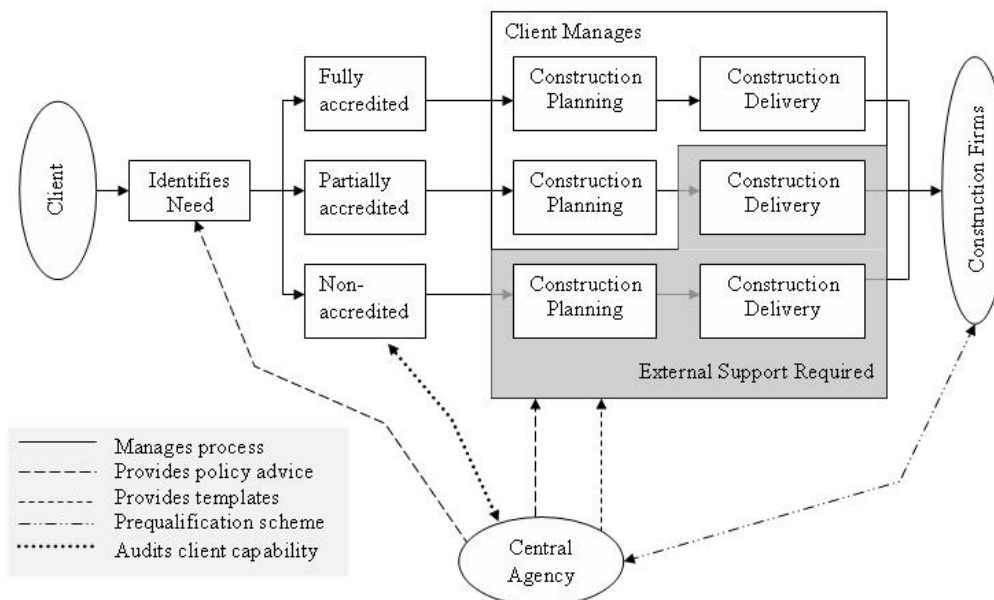 Client
Identifies
Need
Fully
accredited
Partially
accredited
Non-
accredited
Client Manages
Construction
Planning
Construction
Delivery
Construction
Planning
Construction
Delivery
Construction
Planning
Construction
Delivery
External Support Required
Construction Firms
Manages process
Provides policy advice
Provides templates
Prequalification scheme
Audits client capability
Central
Agency